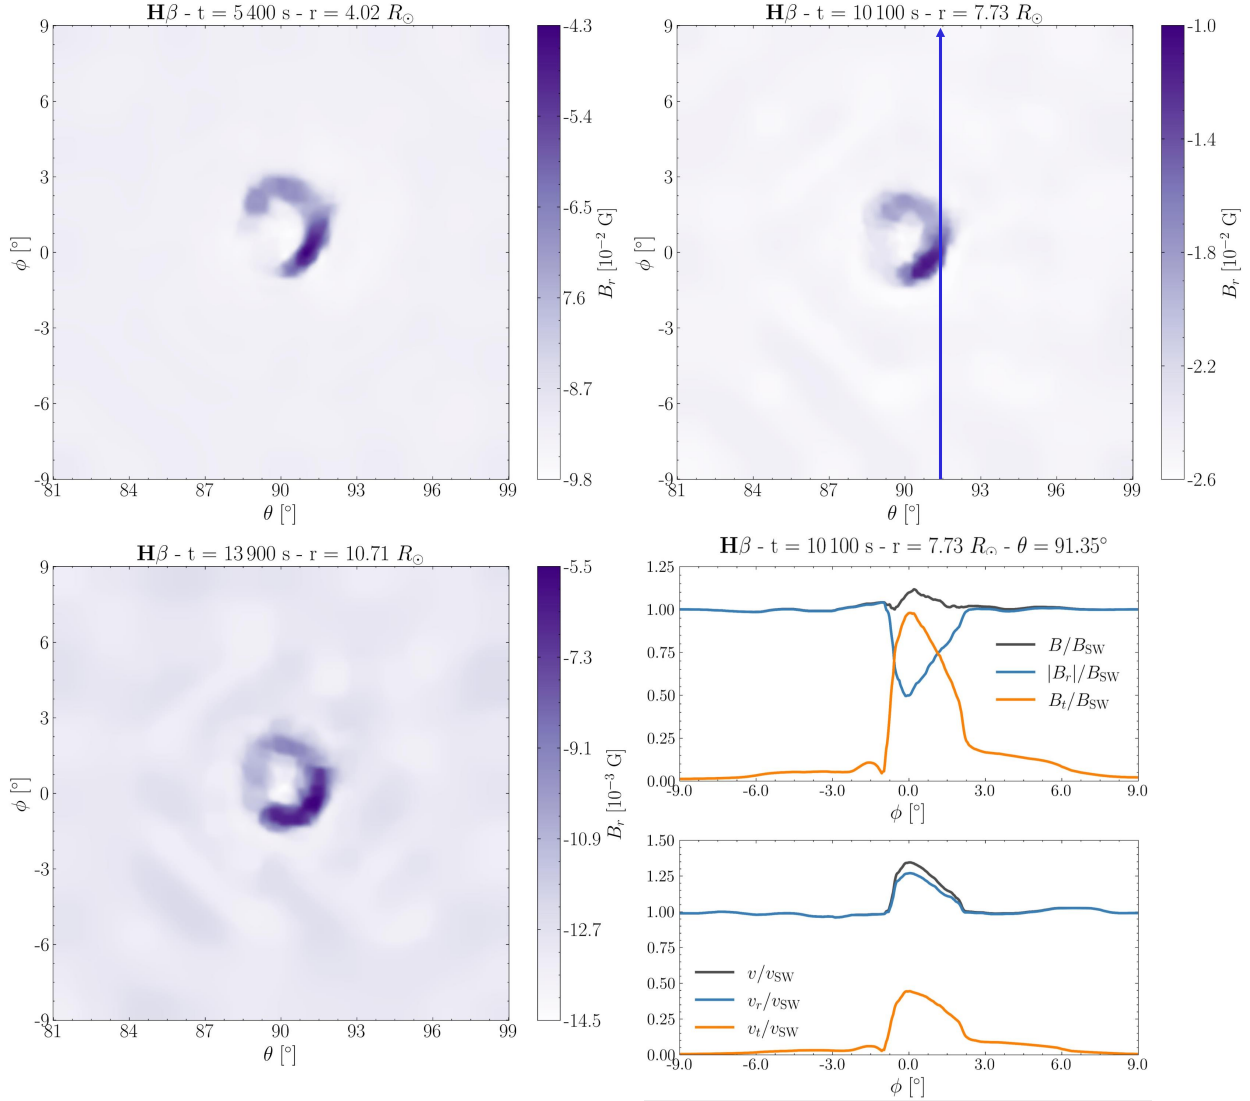 Hβ - t = 5 400 s - r = 4.02 R☉
9
6
3
0
-3
-6
-9
ϕ [°]
81 84 87 90 93 96 99
θ [°]
-4.3
-5.4
-6.5
-7.6
-8.7
-9.8
B_r [10⁻² G]
Hβ - t = 10 100 s - r = 7.73 R☉
9
6
3
0
-3
-6
-9
ϕ [°]
81 84 87 90 93 96 99
θ [°]
-1.0
-1.4
-1.8
-2.2
-2.6
B_r [10⁻² G]
Hβ - t = 13 900 s - r = 10.71 R☉
9
6
3
0
-3
-6
-9
ϕ [°]
81 84 87 90 93 96 99
θ [°]
-5.5
-7.3
-9.1
-10.9
-12.7
-14.5
B_r [10⁻³ G]
Hβ - t = 10 100 s - r = 7.73 R☉ - θ = 91.35°
1.25
1.00
0.75
0.50
0.25
0.00
B/B_SW
|B_r|/B_SW
B_t/B_SW
-9.0 -6.0 -3.0 0.0 3.0 6.0 9.0
ϕ [°]
1.50
1.25
1.00
0.75
0.50
0.25
0.00
v/v_SW
v_r/v_SW
v_t/v_SW
-9.0 -6.0 -3.0 0.0 3.0 6.0 9.0
ϕ [°]